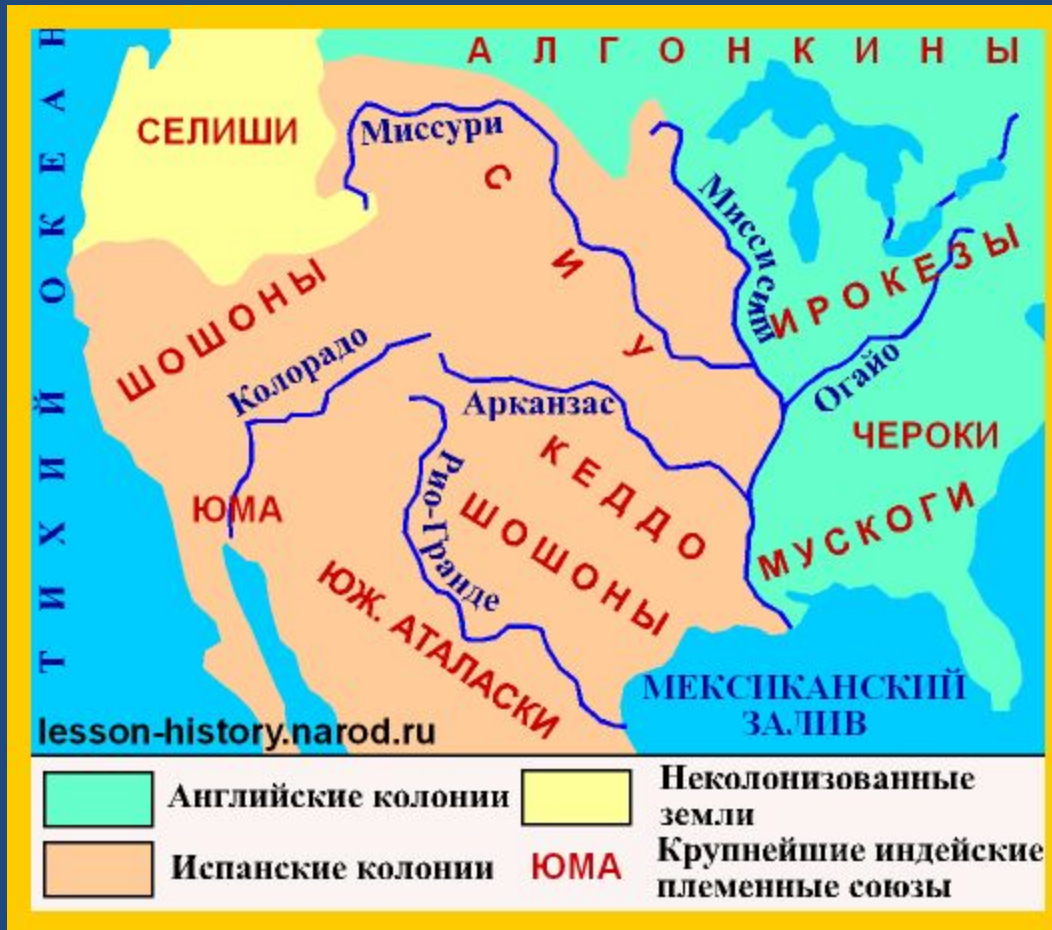 АЛГОНКИНЫ
ТИХИЙ ОКЕАН
СЕЛИШИ
Миссури
СИУ
Миссисипи
ИРОКЕЗЫ
ШОШОНЫ
Колорадо
Арканзас
Огайо
ЧЕРОКИ
КЕДДО
ЮМА
Рио-Гранде
ШОШОНЫ
МУСКОГИ
ЮЖ. АТАЛАСКИ
МЕКСИКАНСКИЙ
ЗАЛИВ
lesson-history.narod.ru
Английские колонии
Неколонизованные
земли
Испанские колонии
ЮМА
Крупнейшие индейские
племенные союзы